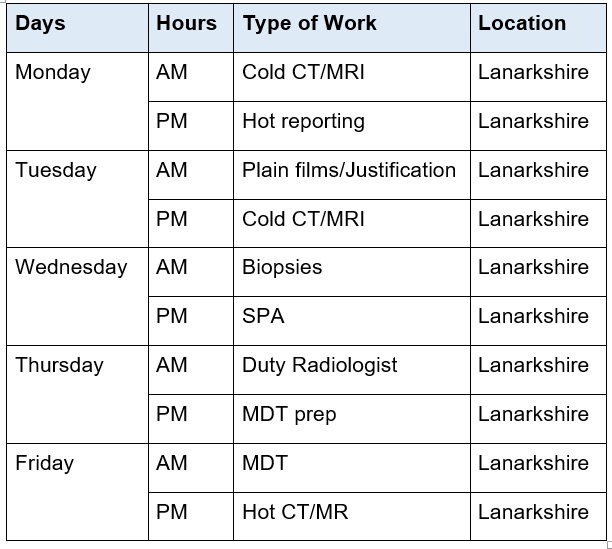 Days Hours Type of Work Location
Monday AM Cold CT/MRI Lanarkshire
PM Hot reporting Lanarkshire
Tuesday AM Plain films/Justification Lanarkshire
PM Cold CT/MRI Lanarkshire
Wednesday AM Biopsies Lanarkshire
PM SPA Lanarkshire
Thursday AM Duty Radiologist Lanarkshire
PM MDT prep Lanarkshire
Friday AM MDT Lanarkshire
PM Hot CT/MR Lanarkshire